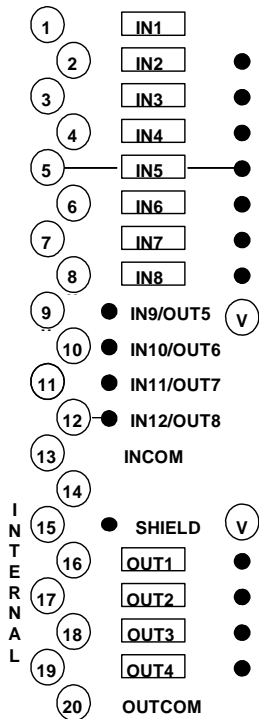 1 IN1
2 IN2
3 IN3
4 IN4
5 IN5
6 IN6
7 IN7
8 IN8
9 IN9/OUT5 V
10 IN10/OUT6
11 IN11/OUT7
12 IN12/OUT8
13 INCOM
14
15 SHIELD V
16 OUT1
17 OUT2
18 OUT3
19 OUT4
20 OUTCOM
INTERNAL